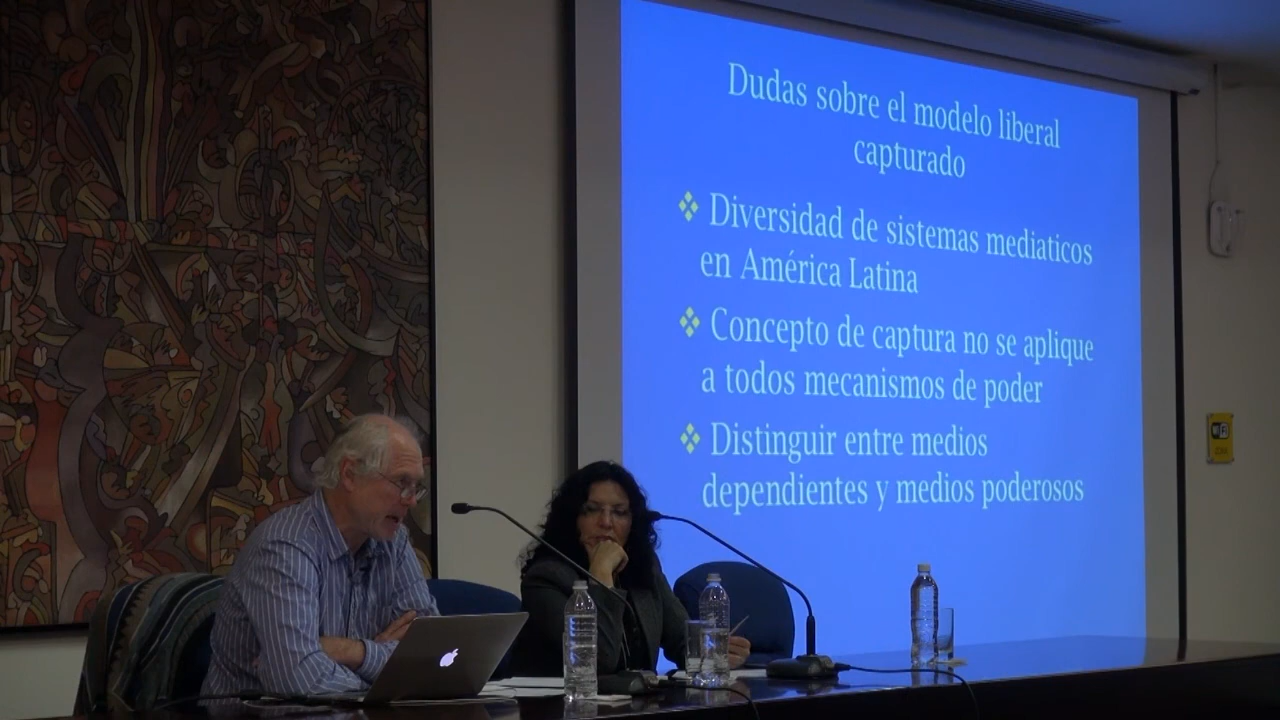 Dudas sobre el modelo liberal
capturado
Diversidad de sistemas mediaticos
en América Latina
Concepto de captura no se aplique
a todos mecanismos de poder
Distinguir entre medios
dependientes y medios poderosos
WiFi